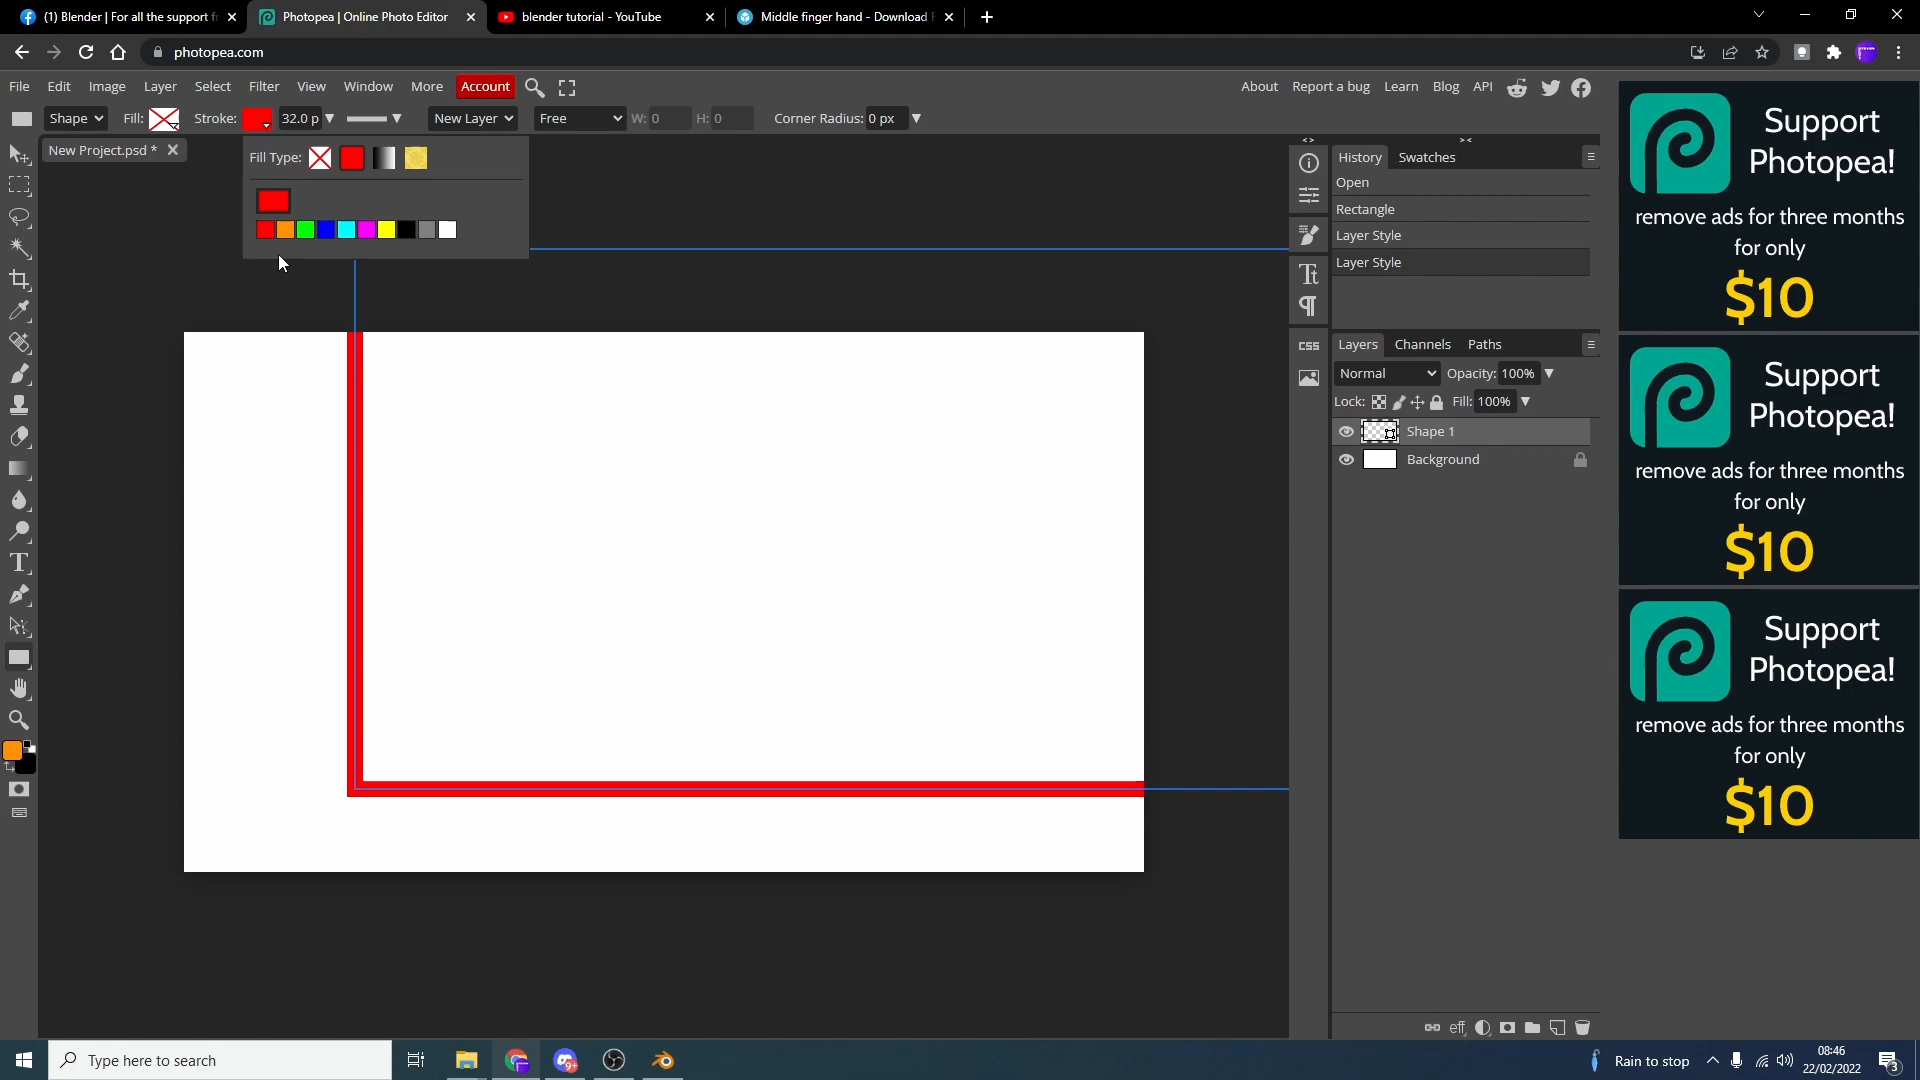 (1) Blender | For all the support fr
Photopea | Online Photo Editor
blender tutorial - YouTube
Middle finger hand - Download F
photopea.com
File Edit Image Layer Select Filter View Window More Account
About Report a bug Learn Blog API
Shape Fill: Stroke: 32.0 p New Layer Free W: 0 H: 0 Corner Radius: 0 px
New Project.psd *
Fill Type:
History Swatches
Open
Rectangle
Layer Style
Layer Style
Tt
CSS
Layers Channels Paths
Normal Opacity: 100%
Lock: Fill: 100%
Shape 1
Background
eff
T
Support
Photopea!
remove ads for three months
for only
$10
Support
Photopea!
remove ads for three months
for only
$10
Support
Photopea!
remove ads for three months
for only
$10
Type here to search
9+
Rain to stop
08:46
22/02/2022
3